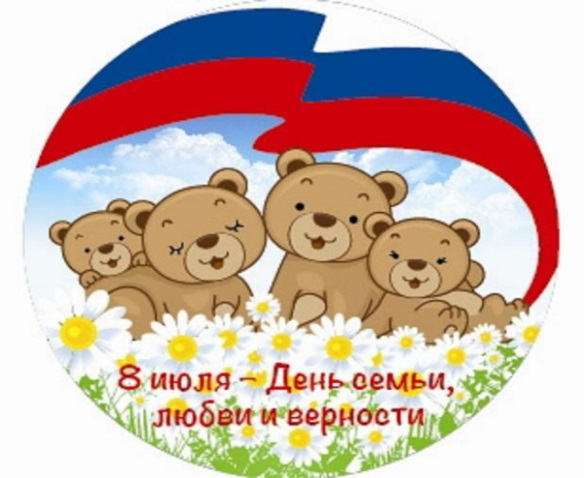 8 июля – День семьи,
любви и верности